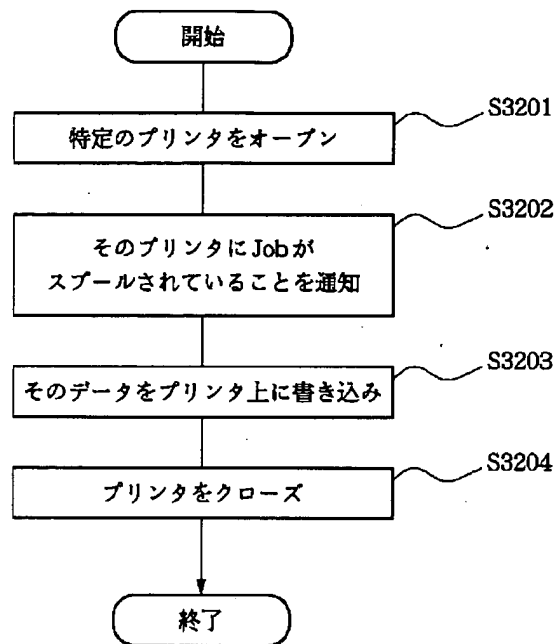 開始
特定のプリンタをオープン
S3201
そのプリンタにJobが
スプールされていることを通知
S3202
そのデータをプリンタ上に書き込み
S3203
プリンタをクローズ
S3204
終了